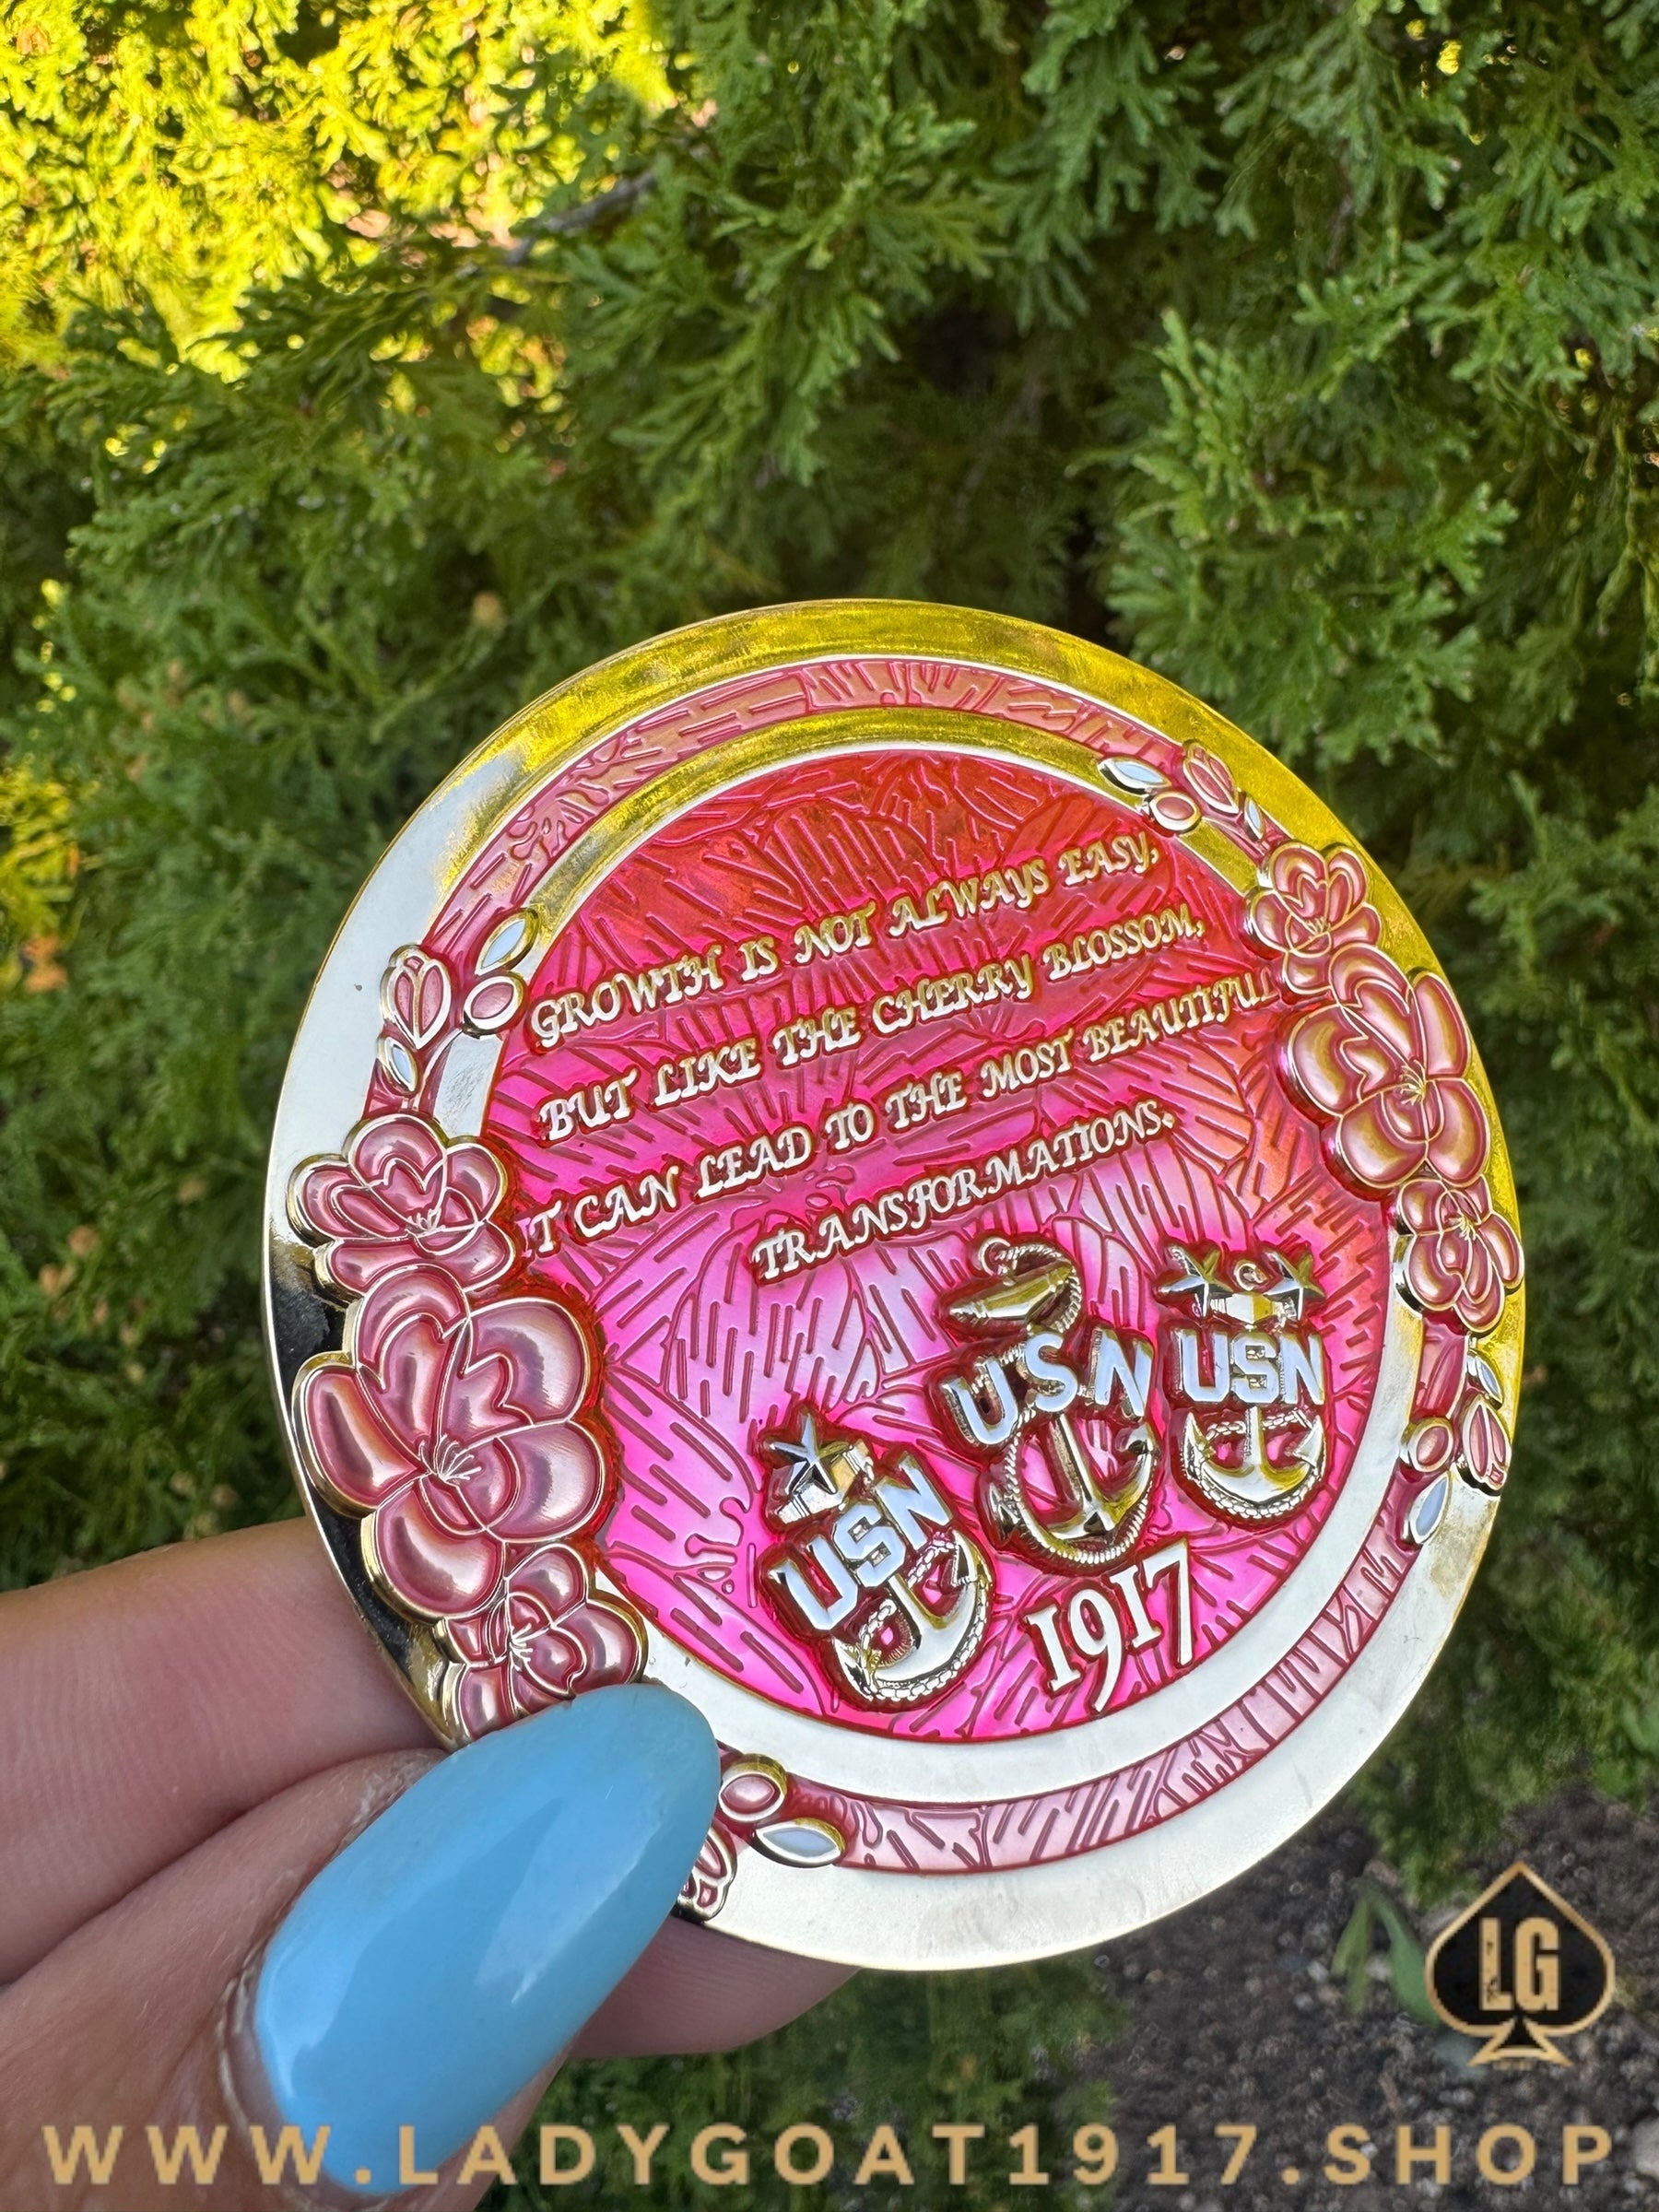 GROWTH IS NOT ALWAYS EASY,
BUT LIKE THE CHERRY BLOSSOM,
IT CAN LEAD TO THE MOST BEAUTIFUL
TRANSFORMATIONS.
USN
USN
USN
1917
LG
WWW.LADYGOAT1917.SHOP